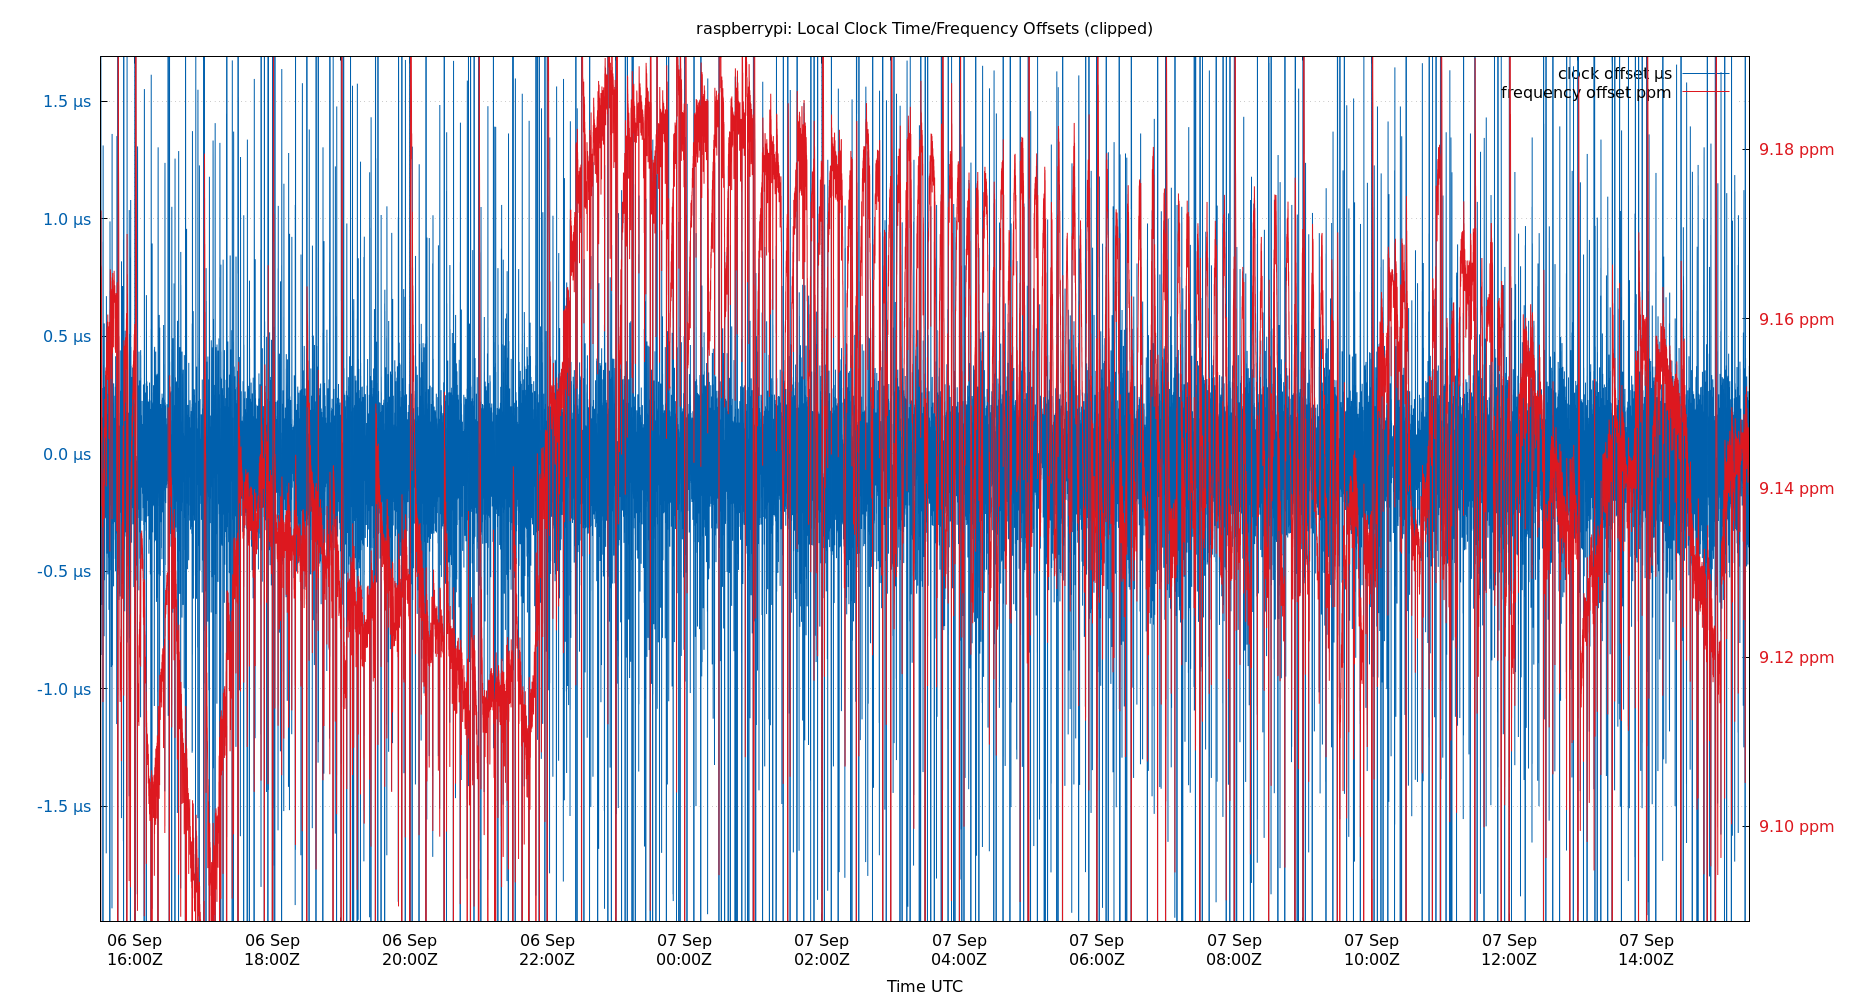 raspberrypi: Local Clock Time/Frequency Offsets (clipped)
clock offset µs
frequency offset ppm
1.5 µs
1.0 µs
0.5 µs
0.0 µs
-0.5 µs
-1.0 µs
-1.5 µs
9.18 ppm
9.16 ppm
9.14 ppm
9.12 ppm
9.10 ppm
06 Sep 06 Sep 06 Sep 06 Sep 07 Sep 07 Sep 07 Sep 07 Sep 07 Sep 07 Sep 07 Sep 07 Sep
16:00Z 18:00Z 20:00Z 22:00Z 00:00Z 02:00Z 04:00Z 06:00Z 08:00Z 10:00Z 12:00Z 14:00Z
Time UTC